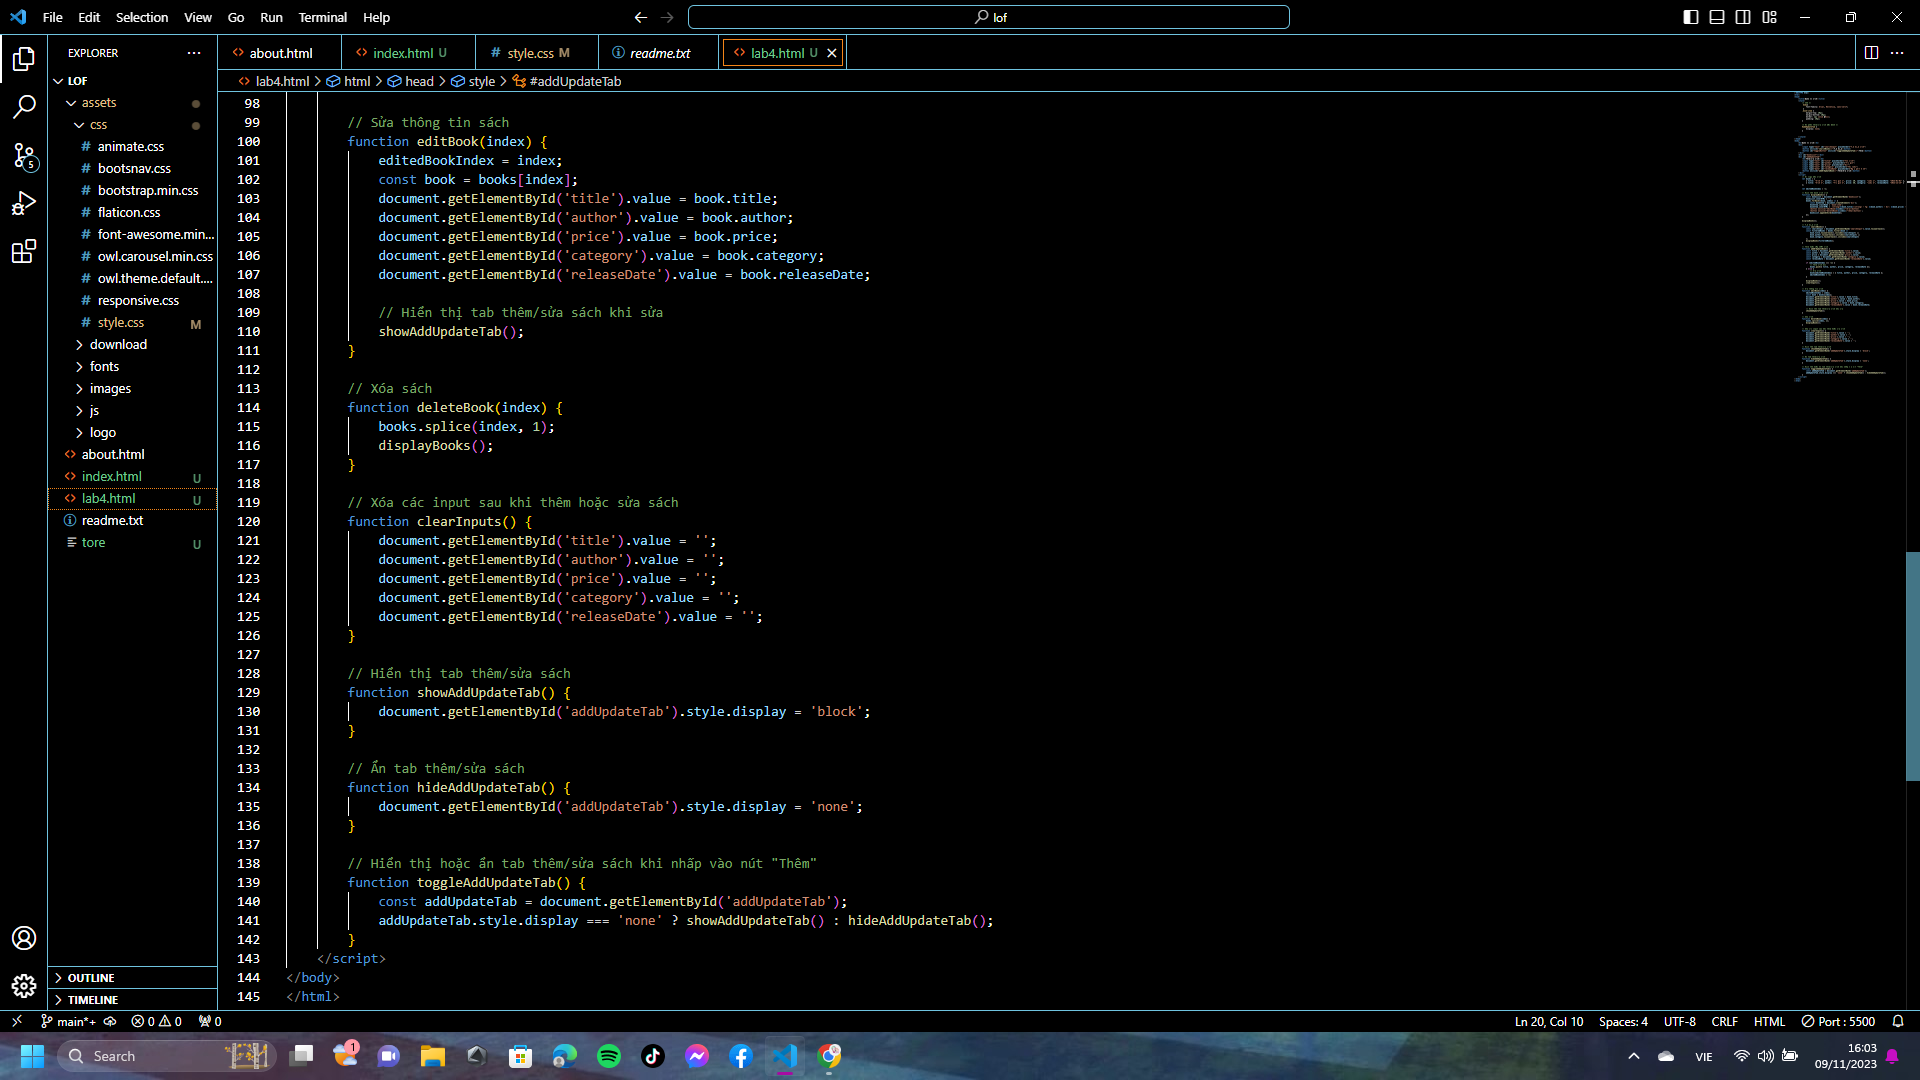 File Edit Selection View Go Run Terminal Help
lof
EXPLORER
about.html
index.html U
style.css M
readme.txt
lab4.html U
lab4.html > html > head > style > #addUpdateTab
LOF
assets
css
animate.css
bootsnav.css
bootstrap.min.css
flaticon.css
font-awesome.min...
owl.carousel.min.css
owl.theme.default....
responsive.css
style.css M
download
fonts
images
js
logo
about.html
index.html U
lab4.html U
readme.txt
tore U
OUTLINE
TIMELINE
5
98
99 // Sửa thông tin sách
100 function editBook(index) {
101 editedBookIndex = index;
102 const book = books[index];
103 document.getElementById('title').value = book.title;
104 document.getElementById('author').value = book.author;
105 document.getElementById('price').value = book.price;
106 document.getElementById('category').value = book.category;
107 document.getElementById('releaseDate').value = book.releaseDate;
108
109 // Hiển thị tab thêm/sửa sách khi sửa
110 showAddUpdateTab();
111 }
112
113 // Xóa sách
114 function deleteBook(index) {
115 books.splice(index, 1);
116 displayBooks();
117 }
118
119 // Xóa các input sau khi thêm hoặc sửa sách
120 function clearInputs() {
121 document.getElementById('title').value = '';
122 document.getElementById('author').value = '';
123 document.getElementById('price').value = '';
124 document.getElementById('category').value = '';
125 document.getElementById('releaseDate').value = '';
126 }
127
128 // Hiển thị tab thêm/sửa sách
129 function showAddUpdateTab() {
130 document.getElementById('addUpdateTab').style.display = 'block';
131 }
132
133 // Ẩn tab thêm/sửa sách
134 function hideAddUpdateTab() {
135 document.getElementById('addUpdateTab').style.display = 'none';
136 }
137
138 // Hiển thị hoặc ẩn tab thêm/sửa sách khi nhấp vào nút "Thêm"
139 function toggleAddUpdateTab() {
140 const addUpdateTab = document.getElementById('addUpdateTab');
141 addUpdateTab.style.display === 'none' ? showAddUpdateTab() : hideAddUpdateTab();
142 }
143 </script>
144 </body>
145 </html>
main*+ 0 0 0
Ln 20, Col 10 Spaces: 4 UTF-8 CRLF HTML Port : 5500
Search
1
VIE
16:03
09/11/2023